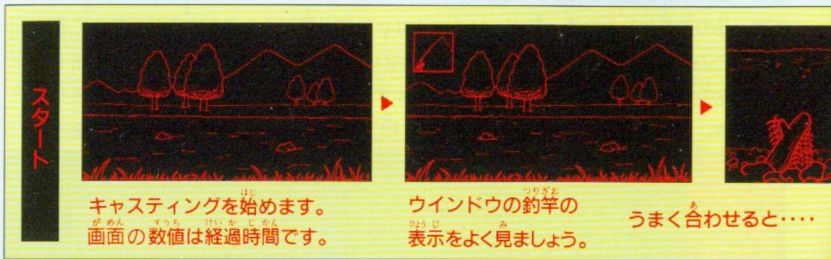 スタート
キャスティングを始めます。
画面の数値は経過時間です。
ウインドウの釣竿の
表示をよく見ましょう。
うまく合わせると‥‥